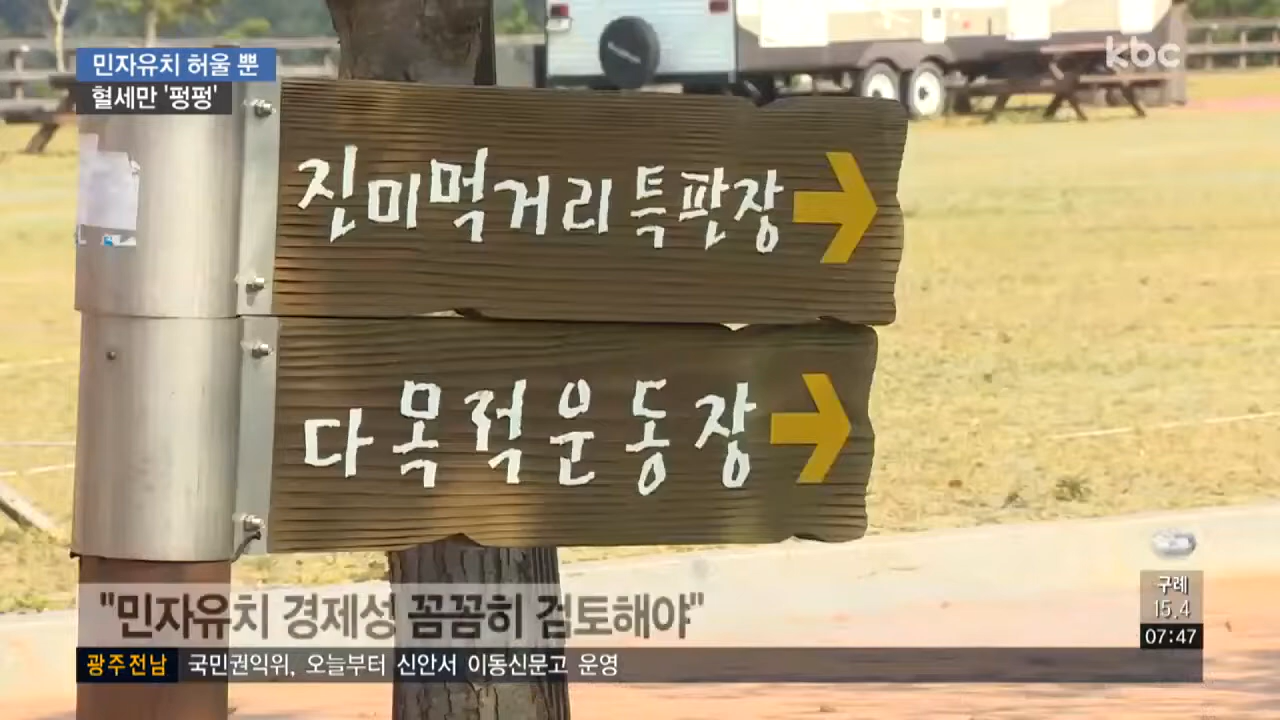 민자유치 허울 뿐
혈세만 '펑펑'
kbc
진미먹거리특판장
다목적운동장
"민자유치 경제성 꼼꼼히 검토해야"
구례
15.4
07:47
광주전남 국민권익위, 오늘부터 신안서 이동신문고 운영